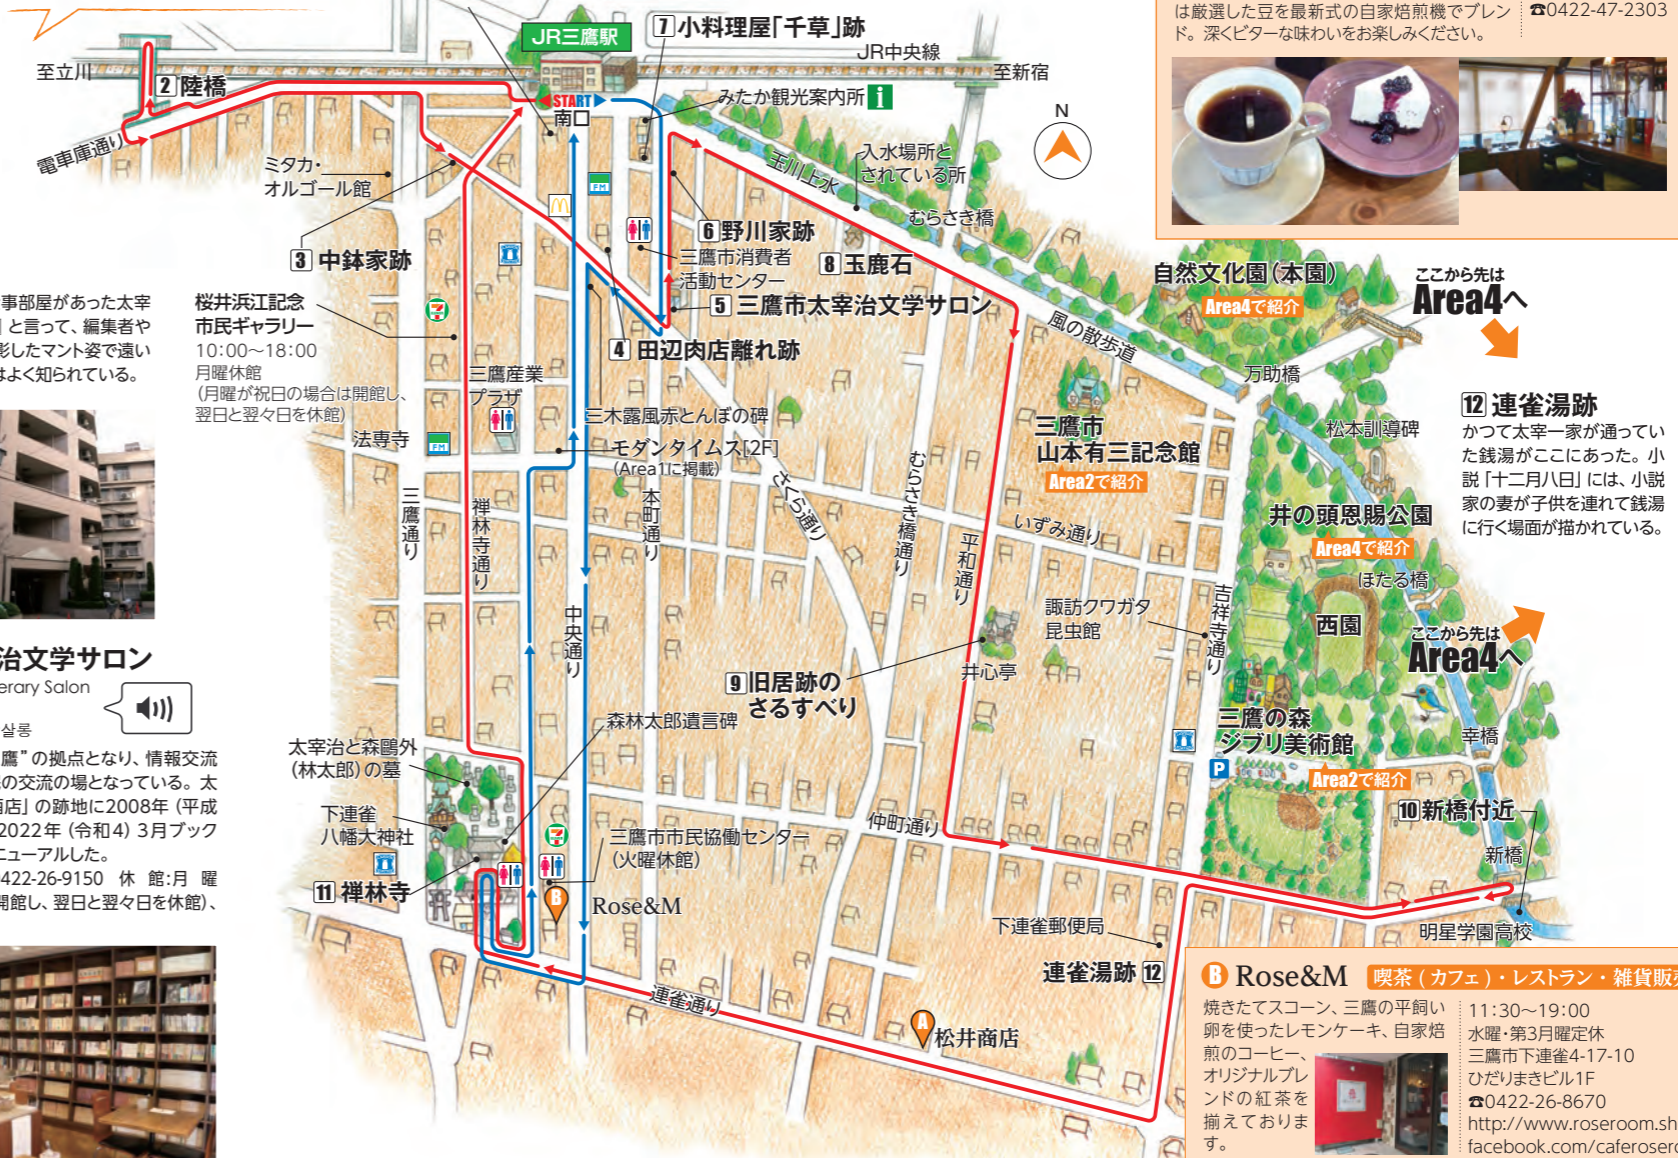 は厳選した豆を最新式の自家焙煎機でブレン
ド。深くビターな味わいをお楽しみください。
☎0422-47-2303
JR三鷹駅
START
南口
7 小料理屋「千草」跡
JR中央線
至新宿
至立川
2 陸橋
電車庫通り
みたか観光案内所 i
N
ミタカ・
オルゴール館
玉川上水
入水場所と
されている所
むらさき橋
3 中鉢家跡
6 野川家跡
三鷹市消費者
活動センター
8 玉鹿石
5 三鷹市太宰治文学サロン
4 田辺肉店離れ跡
自然文化園(本園)
Area4で紹介
ここから先は
Area4へ
風の散歩道
万助橋
事部屋があった太宰
と言って、編集者や
影したマント姿で遠い
はよく知られている。
桜井浜江記念
市民ギャラリー
10:00〜18:00
月曜休館
(月曜が祝日の場合は開館し、
翌日と翌々日を休館)
三鷹産業
プラザ
法専寺
FM
FM
三木露風赤とんぼの碑
モダンタイムス[2F]
(Area1に掲載)
三鷹市
山本有三記念館
Area2で紹介
松本訓導碑
12 連雀湯跡
かつて太宰一家が通ってい
た銭湯がここにあった。小
説「十二月八日」には、小説
家の妻が子供を連れて銭湯
に行く場面が描かれている。
井の頭恩賜公園
Area4で紹介
ほたる橋
三鷹通り
禅林寺通り
中央通り
本町通り
さくら通り
むらさき橋通り
平和通り
いずみ通り
吉祥寺通り
諏訪クワガタ
昆虫館
西園
ここから先は
Area4へ
井心亭
9 旧居跡の
さるすべり
三鷹の森
ジブリ美術館
Area2で紹介
P
幸橋
治文学サロン
erary Salon
살롱
鷹”の拠点となり、情報交流
の交流の場となっている。太
商店」の跡地に2008年(平成
2022年(令和4)3月ブック
ニューアルした。
0422-26-9150 休館:月曜
開館し、翌日と翌々日を休館)、
森林太郎遺言碑
太宰治と森鷗外
(林太郎)の墓
下連雀
八幡大神社
三鷹市市民協働センター
(火曜休館)
11 禅林寺
B
Rose&M
仲町通り
10 新橋付近
新橋
明星学園高校
下連雀郵便局
連雀湯跡 12
連雀通り
A
松井商店
B Rose&M 喫茶(カフェ)・レストラン・雑貨販
焼きたてスコーン、三鷹の平飼い
卵を使ったレモンケーキ、自家焙
煎のコーヒー、
オリジナルブレ
ンドの紅茶を
揃えておりま
す。
11:30〜19:00
水曜・第3月曜定休
三鷹市下連雀4-17-10
ひだりまきビル1F
☎0422-26-8670
http://www.roseroom.sh
facebook.com/caferosero